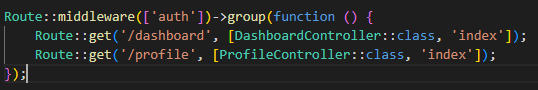 Route::middleware(['auth'])->group(function () {
    Route::get('/dashboard', [DashboardController::class, 'index']);
    Route::get('/profile', [ProfileController::class, 'index']);
});